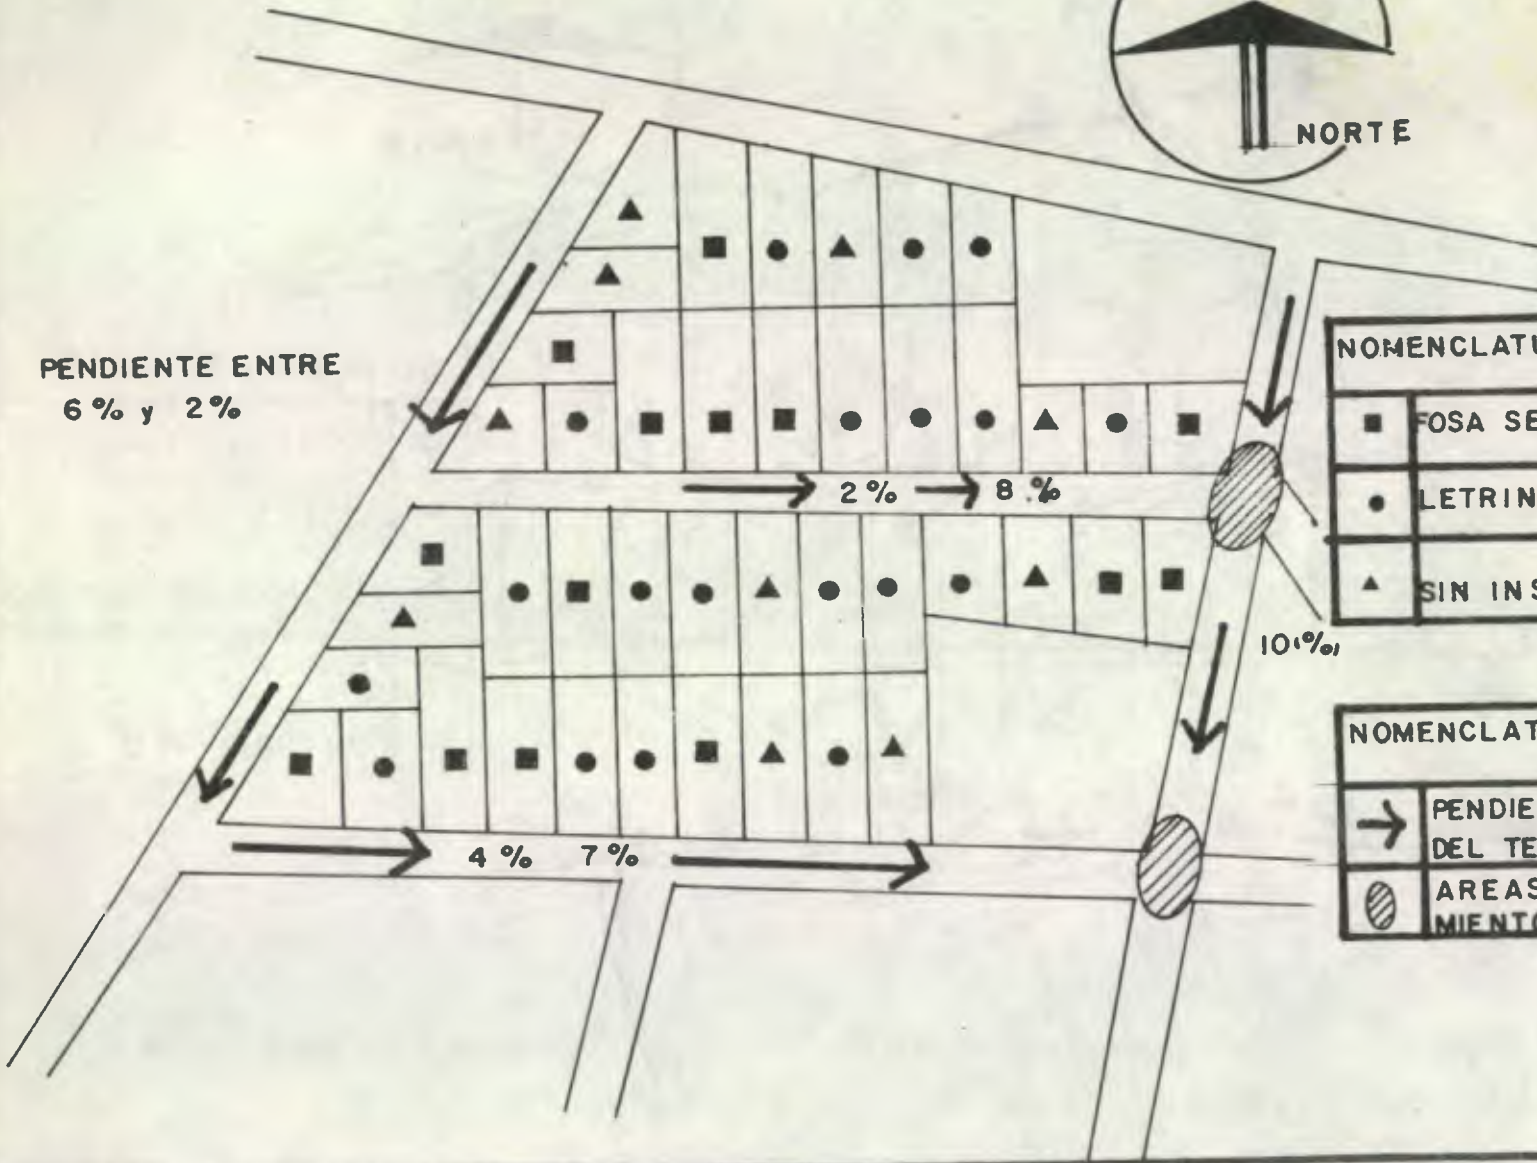 NORTE
PENDIENTE ENTRE
6% y 2%
2% 8%
10%
4% 7%
NOMENCLATU
FOSA SE
LETRIN
SIN INS
NOMENCLAT
PENDIE
DEL TE
AREAS
MIENTO